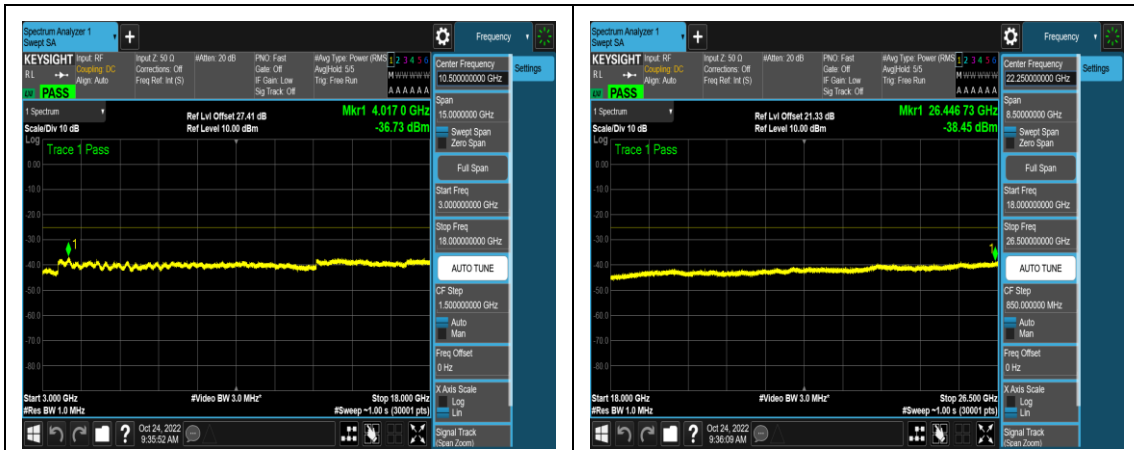 Spectrum Analyzer 1
Swept SA
+
Frequency
KEYSIGHT
RL
LM PASS
Input: RF
Coupling: DC
Align: Auto
Input Z: 50 Ω
Corrections: Off
Freq Ref: Int (S)
#Atten: 20 dB
PNO: Fast
Gate: Off
IF Gain: Low
Sig Track: Off
#Avg Type: Power (RMS
Avg|Hold: 5/5
Trig: Free Run
1 2 3 4 5 6
M W W W W W
A A A A A A
Center Frequency
10.500000000 GHz
Settings
1 Spectrum
Scale/Div 10 dB
Log
Ref Lvl Offset 27.41 dB
Ref Level 10.00 dBm
Mkr1 4.017 0 GHz
-36.73 dBm
Trace 1 Pass
0.00
-10.0
-20.0
-30.0
-40.0
-50.0
-60.0
-70.0
-80.0
1
Span
15.0000000 GHz
Swept Span
Zero Span
Full Span
Start Freq
3.000000000 GHz
Stop Freq
18.000000000 GHz
AUTO TUNE
CF Step
1.500000000 GHz
Auto
Man
Freq Offset
0 Hz
X Axis Scale
Log
Lin
Signal Track
(Span Zoom)
Start 3.000 GHz
#Res BW 1.0 MHz
#Video BW 3.0 MHz*
Stop 18.000 GHz
#Sweep ~1.00 s (30001 pts)
?
Oct 24, 2022
9:35:52 AM
Spectrum Analyzer 1
Swept SA
+
Frequency
KEYSIGHT
RL
LM PASS
Input: RF
Coupling: DC
Align: Auto
Input Z: 50 Ω
Corrections: Off
Freq Ref: Int (S)
#Atten: 20 dB
PNO: Fast
Gate: Off
IF Gain: Low
Sig Track: Off
#Avg Type: Power (RMS
Avg|Hold: 5/5
Trig: Free Run
1 2 3 4 5 6
M W W W W W
A A A A A A
Center Frequency
22.250000000 GHz
Settings
1 Spectrum
Scale/Div 10 dB
Log
Ref Lvl Offset 21.33 dB
Ref Level 10.00 dBm
Mkr1 26.446 73 GHz
-38.45 dBm
Trace 1 Pass
0.00
-10.0
-20.0
-30.0
-40.0
-50.0
-60.0
-70.0
-80.0
1
Span
8.50000000 GHz
Swept Span
Zero Span
Full Span
Start Freq
18.000000000 GHz
Stop Freq
26.500000000 GHz
AUTO TUNE
CF Step
850.000000 MHz
Auto
Man
Freq Offset
0 Hz
X Axis Scale
Log
Lin
Signal Track
(Span Zoom)
Start 18.000 GHz
#Res BW 1.0 MHz
#Video BW 3.0 MHz*
Stop 26.500 GHz
#Sweep ~1.00 s (30001 pts)
?
Oct 24, 2022
9:36:09 AM